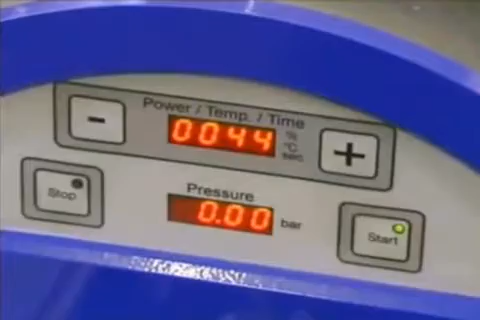 Power / Temp. / Time
-
0044
%
°C
sec
+
Stop
Pressure
0.00 bar
Start